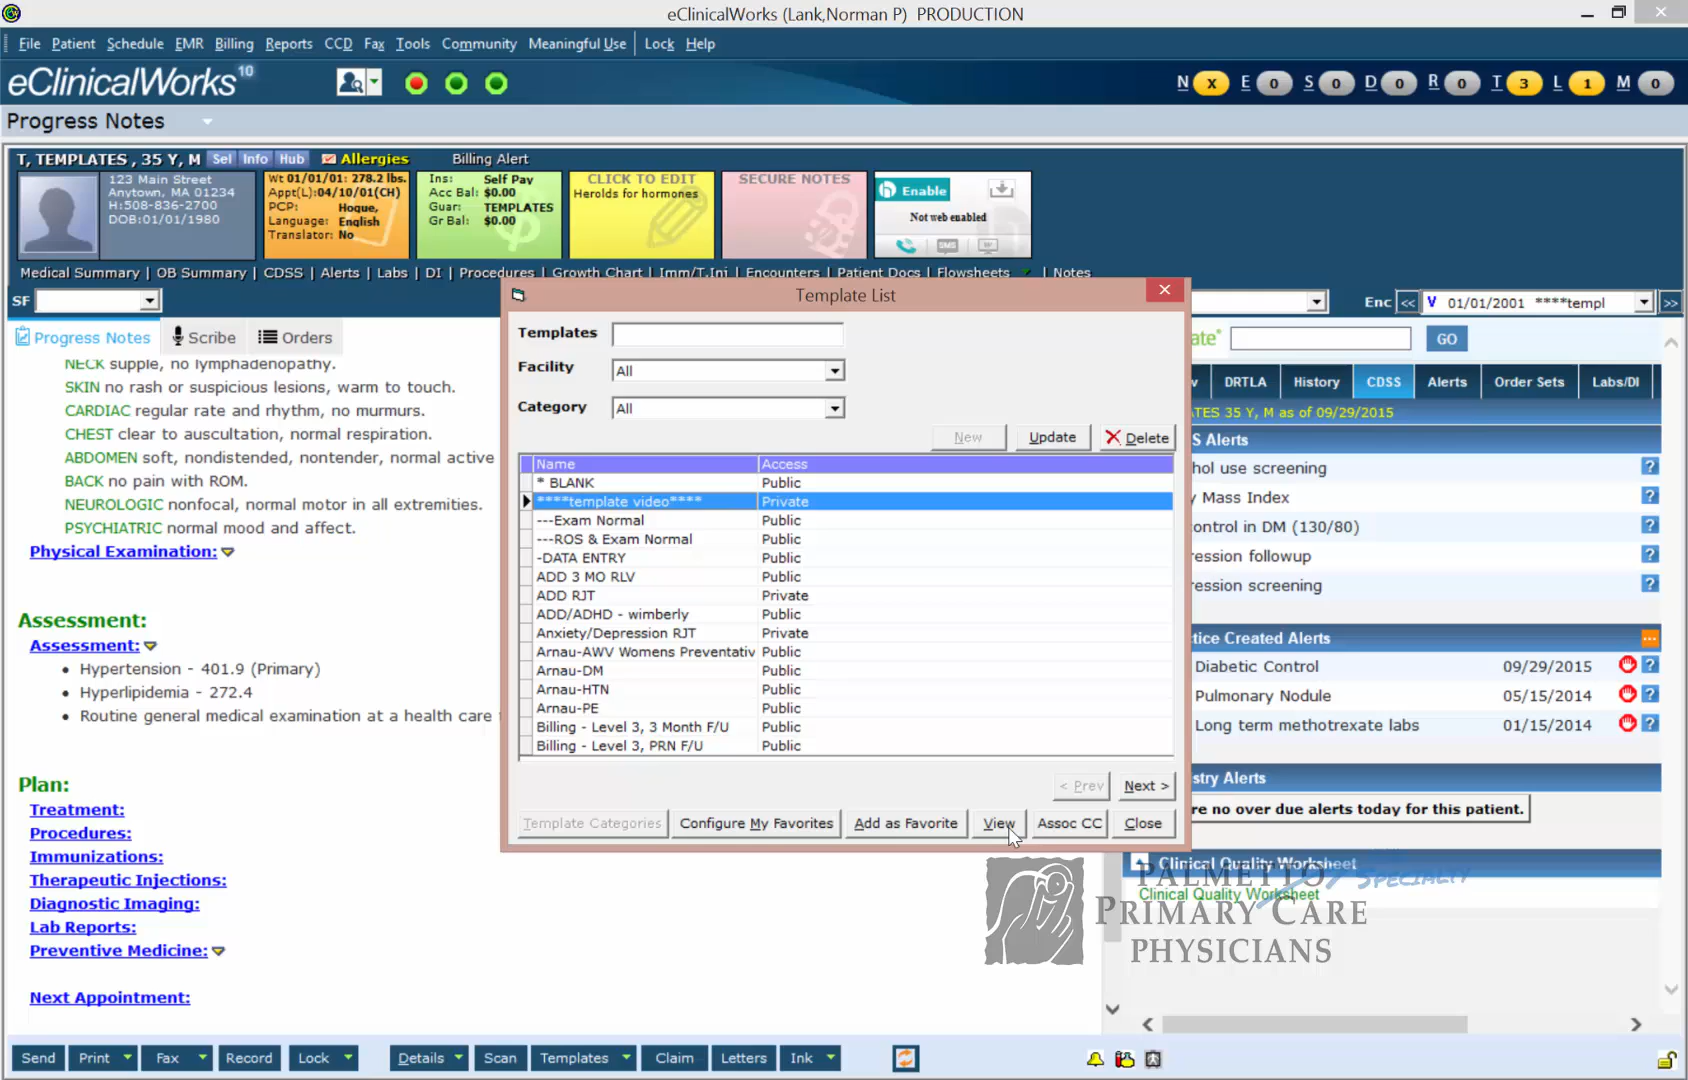 eClinicalWorks (Lank,Norman P)  PRODUCTION
File Patient Schedule EMR Billing Reports CCD Fax Tools Community Meaningful Use Lock Help
eClinicalWorks 10
N X E 0 S 0 D 0 R 0 T 3 L 1 M 0
Progress Notes
T, TEMPLATES , 35 Y, M Sel Info Hub Allergies Billing Alert
123 Main Street
Anytown, MA 01234
H:508-836-2700
DOB:01/01/1980
Wt 01/01/01: 278.2 lbs.
Appt(L):04/10/01(CH)
PCP: Hoque,
Language: English
Translator: No
Ins: Self Pay
Acc Bal: $0.00
Guar: TEMPLATES
Gr Bal: $0.00
CLICK TO EDIT
Herolds for hormones
SECURE NOTES
h Enable
Not web enabled
SMS
Medical Summary | OB Summary | CDSS | Alerts | Labs | DI | Procedures | Growth Chart | Imm/T.Inj | Encounters | Patient Docs | Flowsheets | Notes
SF
Enc << V 01/01/2001 ****templ >>
Progress Notes Scribe Orders
NECK supple, no lymphadenopathy.
SKIN no rash or suspicious lesions, warm to touch.
CARDIAC regular rate and rhythm, no murmurs.
CHEST clear to auscultation, normal respiration.
ABDOMEN soft, nondistended, nontender, normal active
BACK no pain with ROM.
NEUROLOGIC nonfocal, normal motor in all extremities.
PSYCHIATRIC normal mood and affect.
Physical Examination:
Assessment:
Assessment:
Hypertension - 401.9 (Primary)
Hyperlipidemia - 272.4
Routine general medical examination at a health care
Plan:
Treatment:
Procedures:
Immunizations:
Therapeutic Injections:
Diagnostic Imaging:
Lab Reports:
Preventive Medicine:
Next Appointment:
Template List
Templates
Facility All
Category All
New Update Delete
Name Access
* BLANK Public
****template video**** Private
---Exam Normal Public
---ROS & Exam Normal Public
-DATA ENTRY Public
ADD 3 MO RLV Public
ADD RJT Private
ADD/ADHD - wimberly Public
Anxiety/Depression RJT Private
Arnau-AWV Womens Preventativ Public
Arnau-DM Public
Arnau-HTN Public
Arnau-PE Public
Billing - Level 3, 3 Month F/U Public
Billing - Level 3, PRN F/U Public
< Prev Next >
Template Categories Configure My Favorites Add as Favorite View Assoc CC Close
ate GO
v DRTLA History CDSS Alerts Order Sets Labs/DI
TES 35 Y, M as of 09/29/2015
S Alerts
hol use screening ?
y Mass Index ?
ontrol in DM (130/80) ?
ression followup ?
ression screening ?
ctice Created Alerts ...
Diabetic Control 09/29/2015 ?
Pulmonary Nodule 05/15/2014 ?
Long term methotrexate labs 01/15/2014 ?
stry Alerts
re no over due alerts today for this patient.
Clinical Quality Worksheet
Clinical Quality Worksheet
PALMETTO
SPECIALTY
PRIMARY CARE
PHYSICIANS
Send Print Fax Record Lock Details Scan Templates Claim Letters Ink